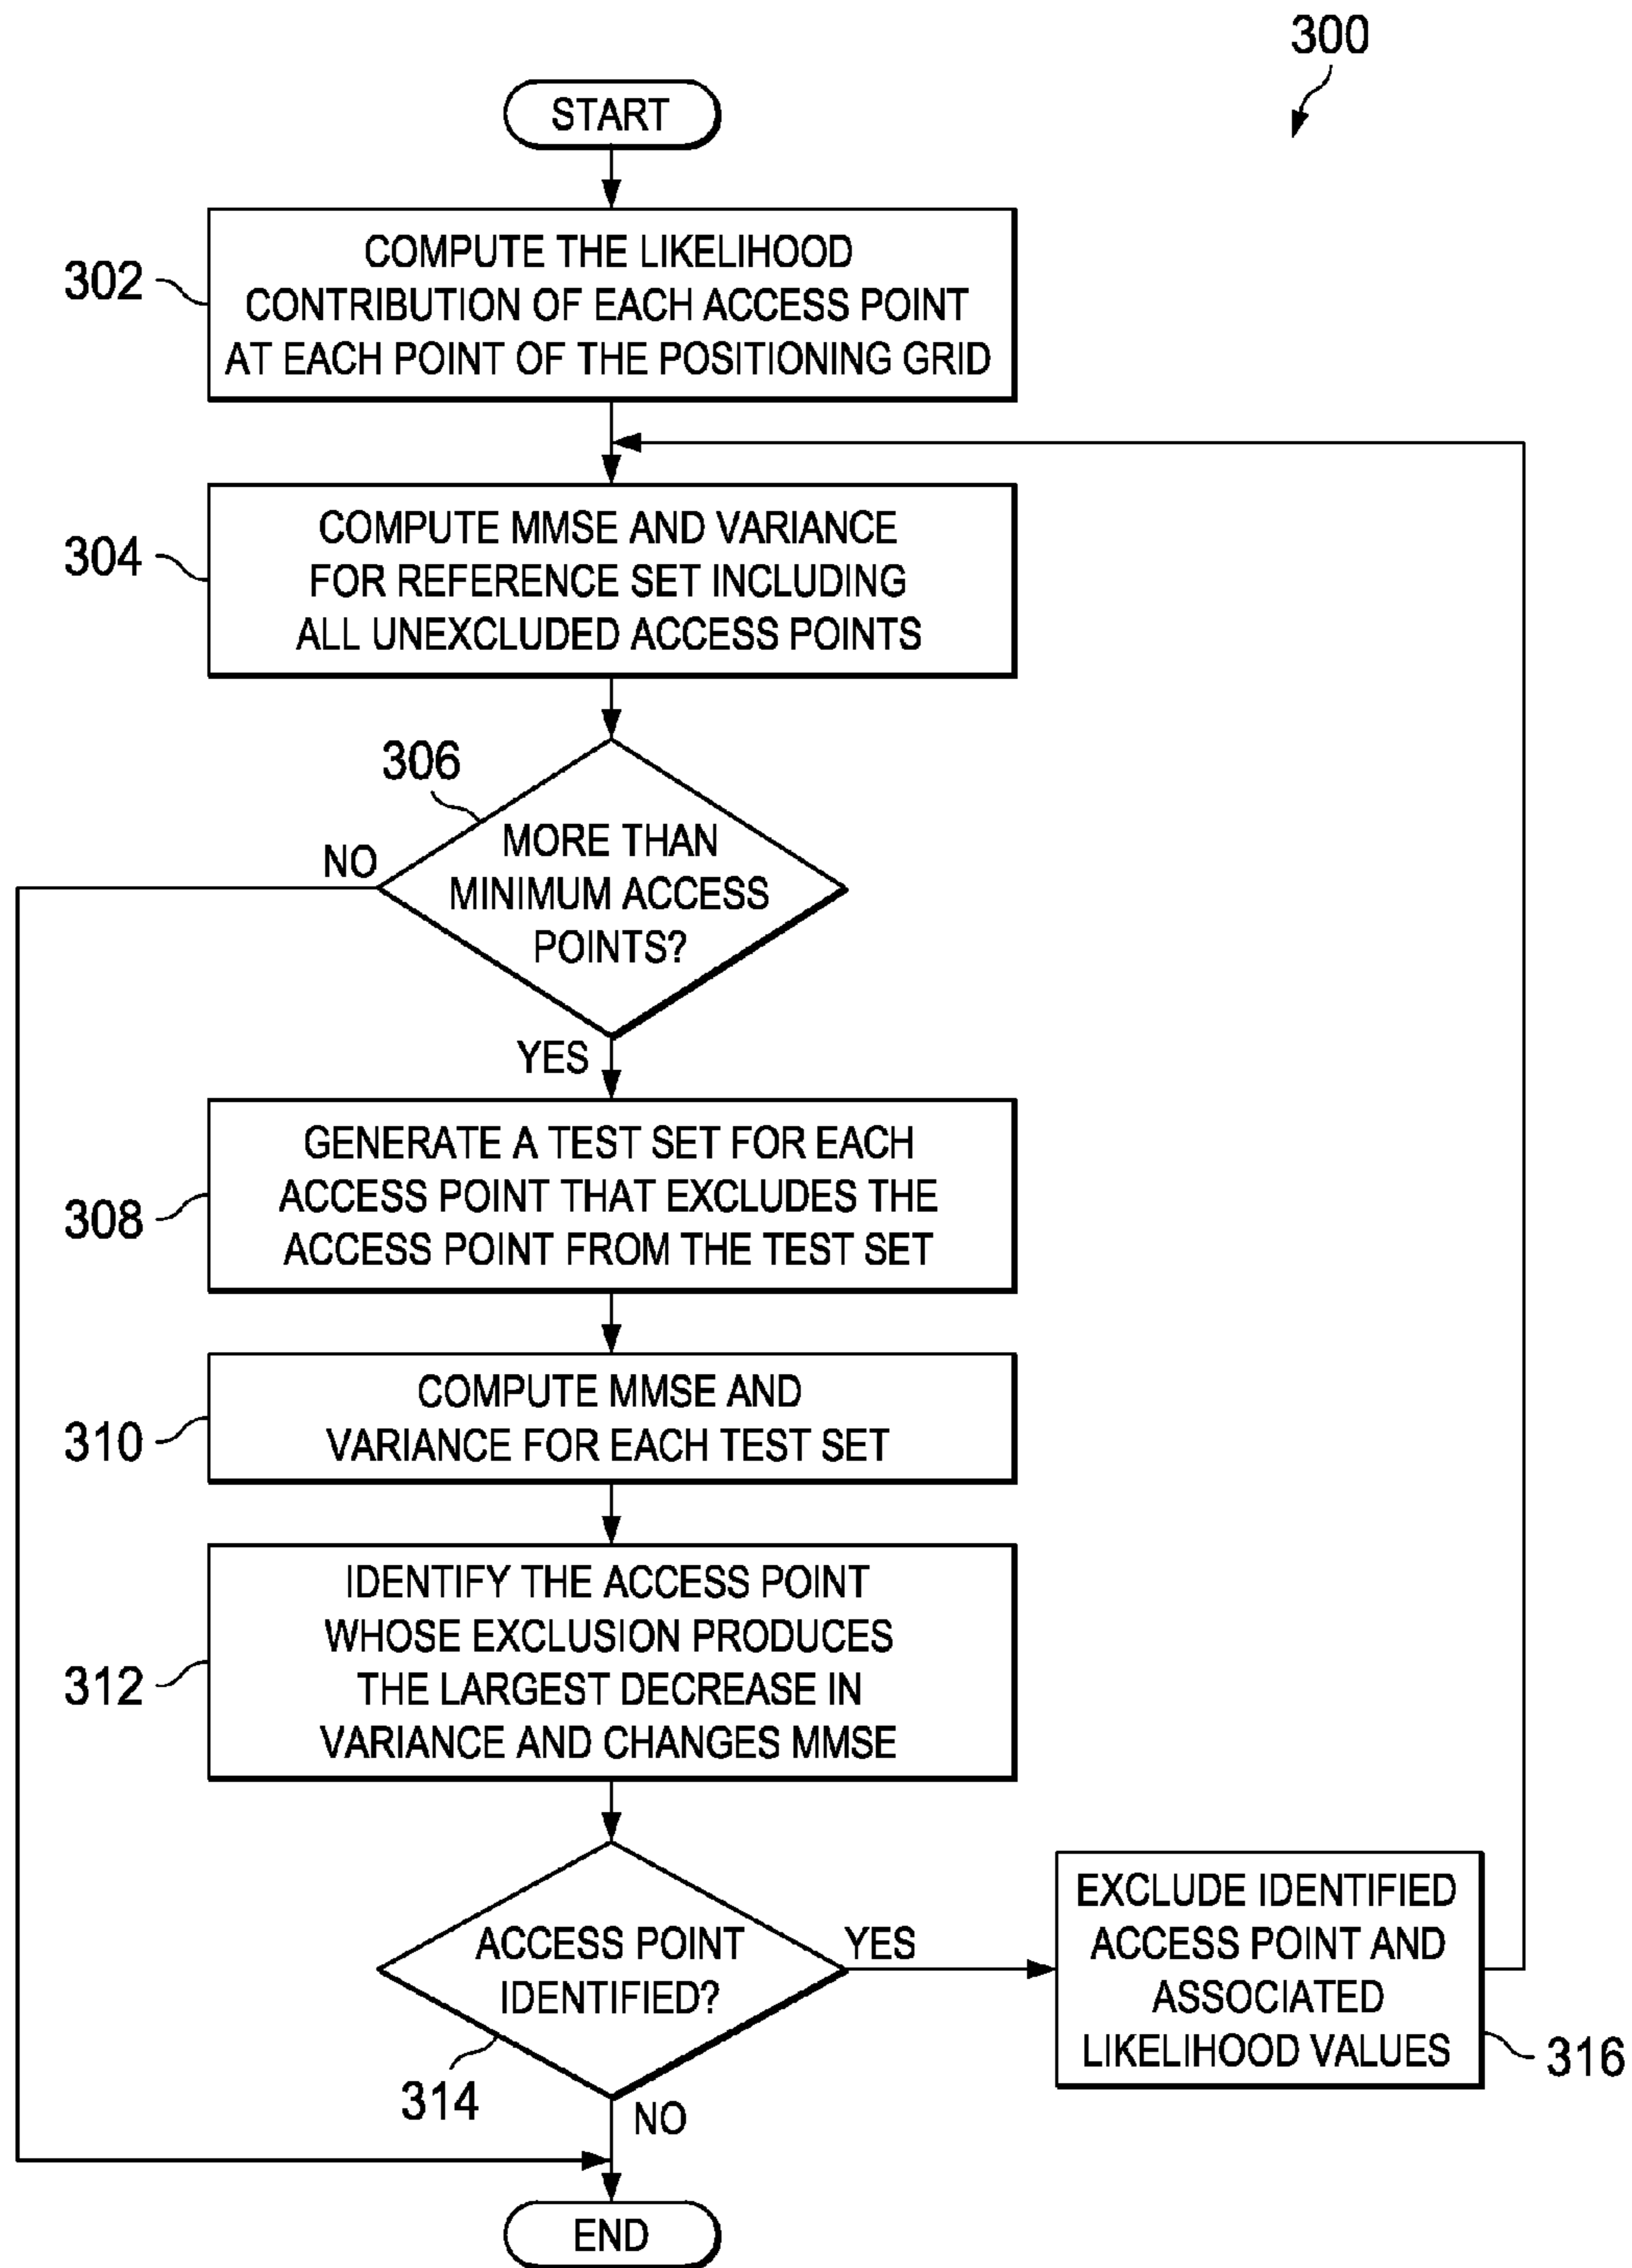 300
START
302
COMPUTE THE LIKELIHOOD
CONTRIBUTION OF EACH ACCESS POINT
AT EACH POINT OF THE POSITIONING GRID
304
COMPUTE MMSE AND VARIANCE
FOR REFERENCE SET INCLUDING
ALL UNEXCLUDED ACCESS POINTS
306
NO
MORE THAN
MINIMUM ACCESS
POINTS?
YES
308
GENERATE A TEST SET FOR EACH
ACCESS POINT THAT EXCLUDES THE
ACCESS POINT FROM THE TEST SET
310
COMPUTE MMSE AND
VARIANCE FOR EACH TEST SET
312
IDENTIFY THE ACCESS POINT
WHOSE EXCLUSION PRODUCES
THE LARGEST DECREASE IN
VARIANCE AND CHANGES MMSE
ACCESS POINT
IDENTIFIED?
YES
314
NO
EXCLUDE IDENTIFIED
ACCESS POINT AND
ASSOCIATED
LIKELIHOOD VALUES
316
END